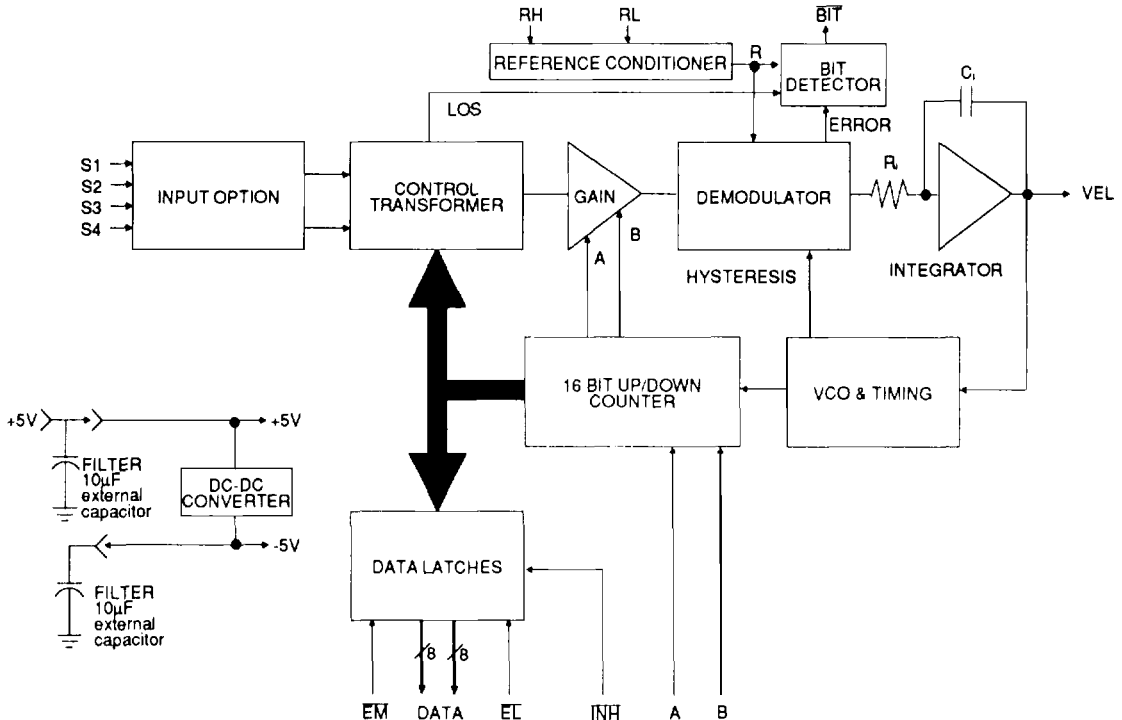 RH RL BIT
REFERENCE CONDITIONER
R
BIT
DETECTOR
Ci
LOS
ERROR
S1
S2
S3
S4
INPUT OPTION
CONTROL
TRANSFORMER
GAIN
A
B
DEMODULATOR
Ri
INTEGRATOR
VEL
HYSTERESIS
16 BIT UP/DOWN
COUNTER
VCO & TIMING
+5V
+5V
FILTER
10µF
external
capacitor
DC-DC
CONVERTER
-5V
FILTER
10µF
external
capacitor
DATA LATCHES
8 8
EM DATA EL INH A B